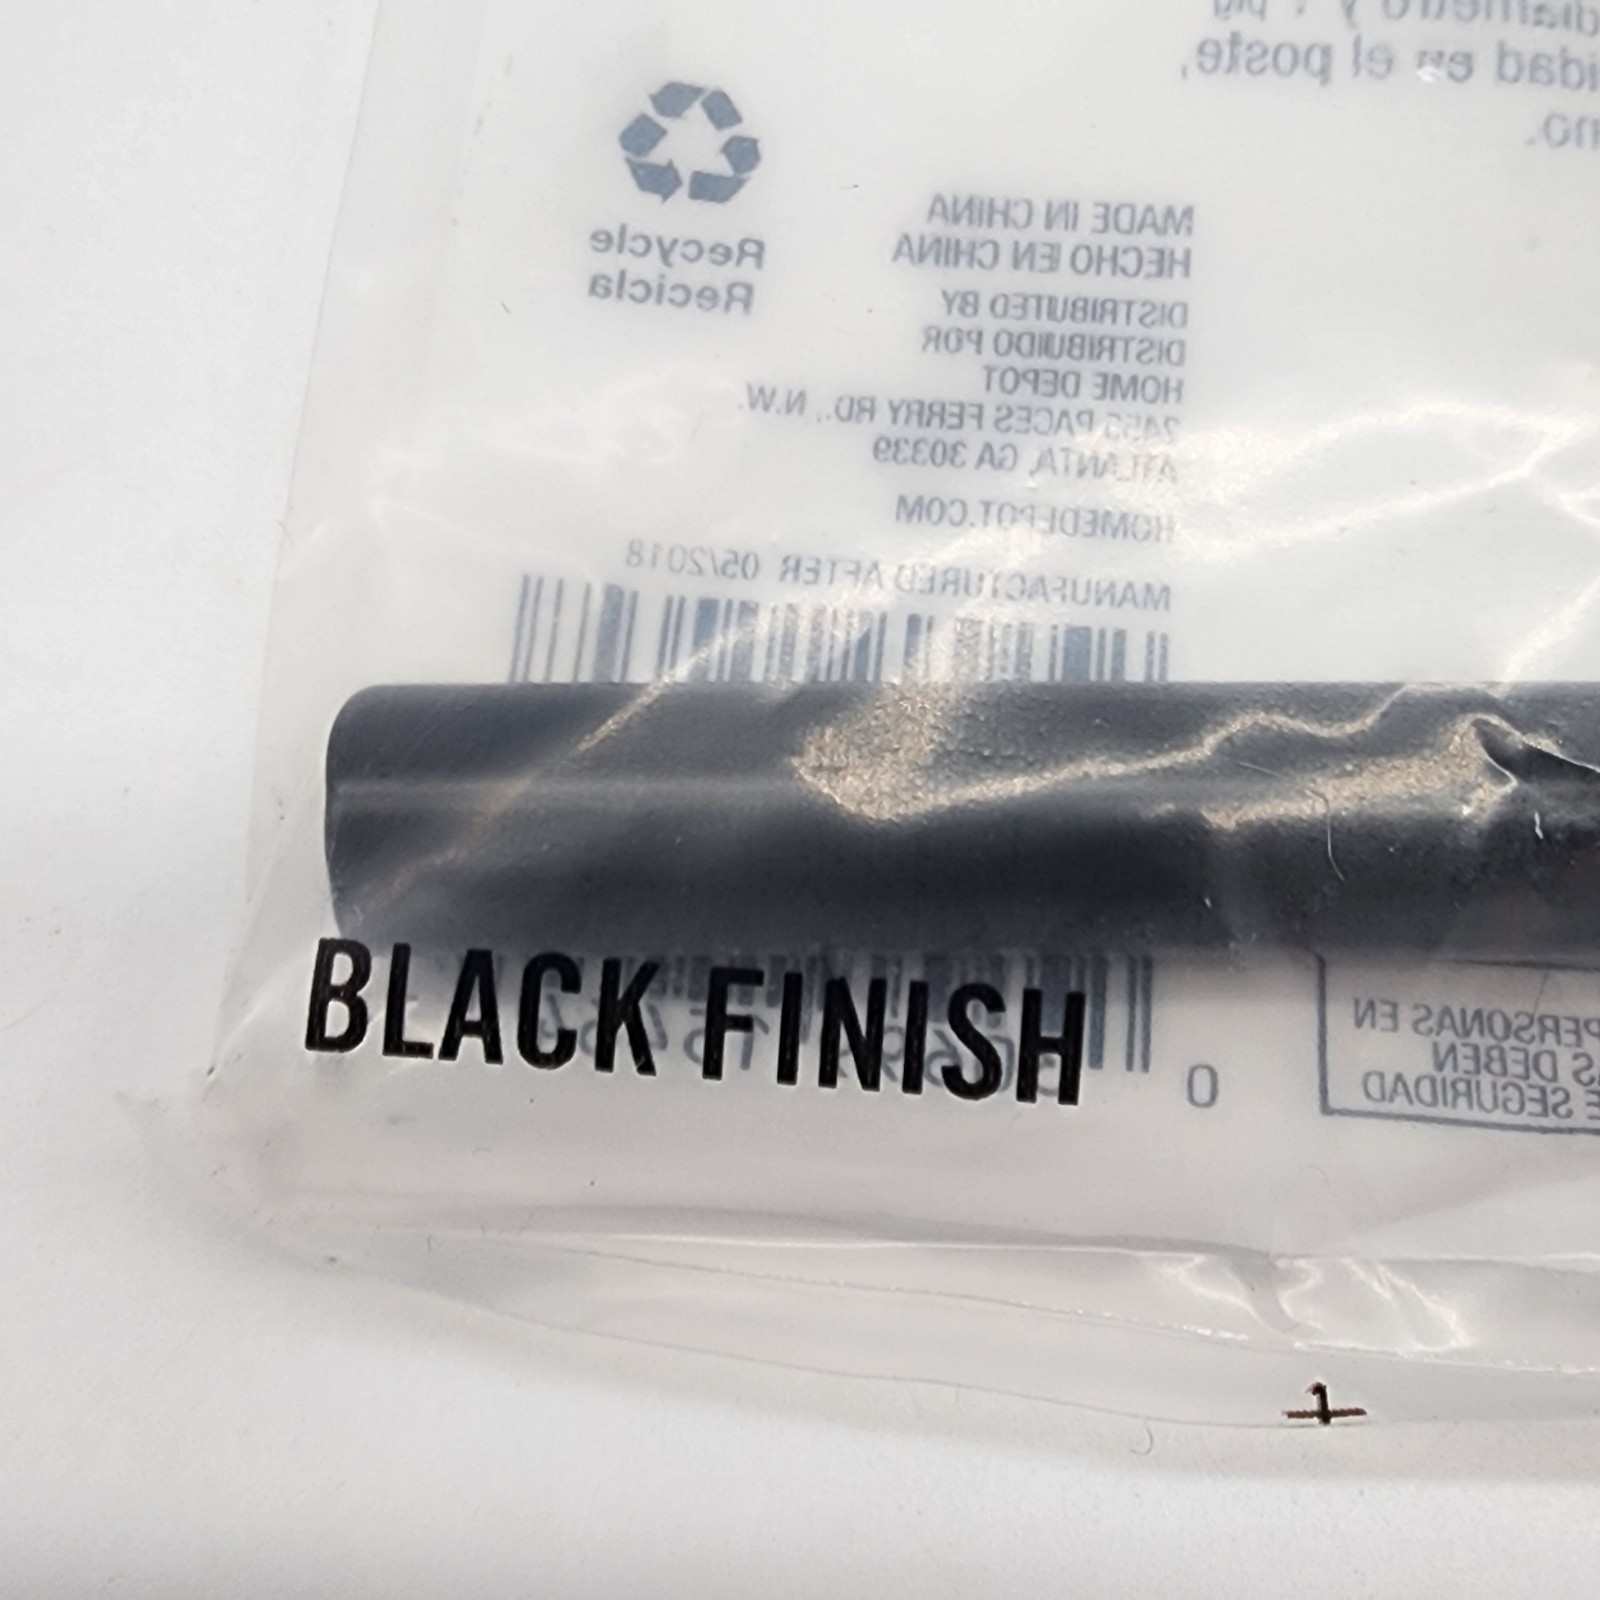 idad en el poste,
no.
Recycle
Recicla
MADE IN CHINA
HECHO EN CHINA
DISTRIBUTED BY
DISTRIBUIDO POR
HOME DEPOT
2455 PACES FERRY RD., N.W.
ATLANTA, GA 30339
HOMEDEPOT.COM
MANUFACTURED AFTER 05/2018
BLACK FINISH
0
PERSONAS EN
DEBEN
SEGURIDAD